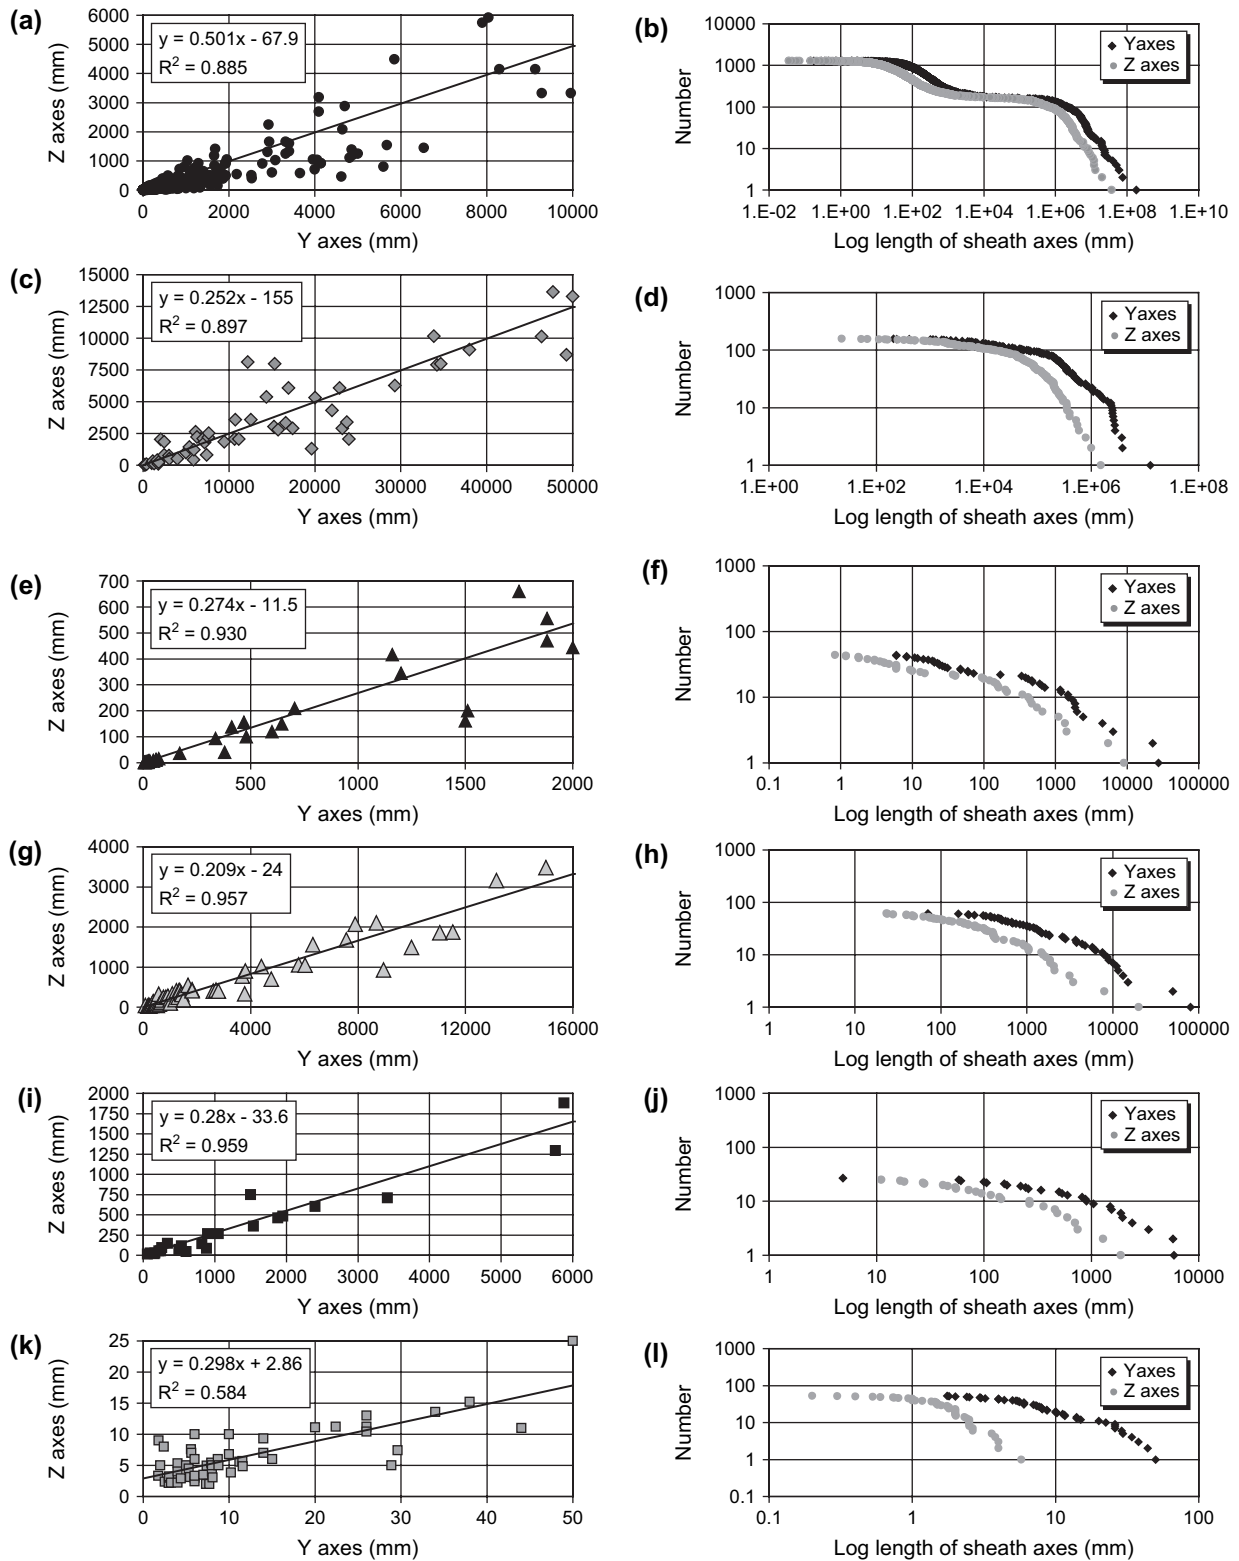 (a)
Z axes (mm)
6000
5000
4000
3000
2000
1000
0
y = 0.501x - 67.9
R² = 0.885
0 2000 4000 6000 8000 10000
Y axes (mm)
(b)
Number
10000
1000
100
10
1
Yaxes
Z axes
1.E-02 1.E+00 1.E+02 1.E+04 1.E+06 1.E+08 1.E+10
Log length of sheath axes (mm)
(c)
Z axes (mm)
15000
12500
10000
7500
5000
2500
0
y = 0.252x - 155
R² = 0.897
0 10000 20000 30000 40000 50000
Y axes (mm)
(d)
Number
1000
100
10
1
Yaxes
Z axes
1.E+00 1.E+02 1.E+04 1.E+06 1.E+08
Log length of sheath axes (mm)
(e)
Z axes (mm)
700
600
500
400
300
200
100
0
y = 0.274x - 11.5
R² = 0.930
0 500 1000 1500 2000
Y axes (mm)
(f)
Number
1000
100
10
1
Yaxes
Z axes
0.1 1 10 100 1000 10000 100000
Log length of sheath axes (mm)
(g)
Z axes (mm)
4000
3000
2000
1000
0
y = 0.209x - 24
R² = 0.957
0 4000 8000 12000 16000
Y axes (mm)
(h)
Number
1000
100
10
1
Yaxes
Z axes
1 10 100 1000 10000 100000
Log length of sheath axes (mm)
(i)
Z axes (mm)
2000
1750
1500
1250
1000
750
500
250
0
y = 0.28x - 33.6
R² = 0.959
0 1000 2000 3000 4000 5000 6000
Y axes (mm)
(j)
Number
1000
100
10
1
Yaxes
Z axes
1 10 100 1000 10000
Log length of sheath axes (mm)
(k)
Z axes (mm)
25
20
15
10
5
0
y = 0.298x + 2.86
R² = 0.584
0 10 20 30 40 50
Y axes (mm)
(l)
Number
1000
100
10
1
0.1
Yaxes
Z axes
0.1 1 10 100
Log length of sheath axes (mm)